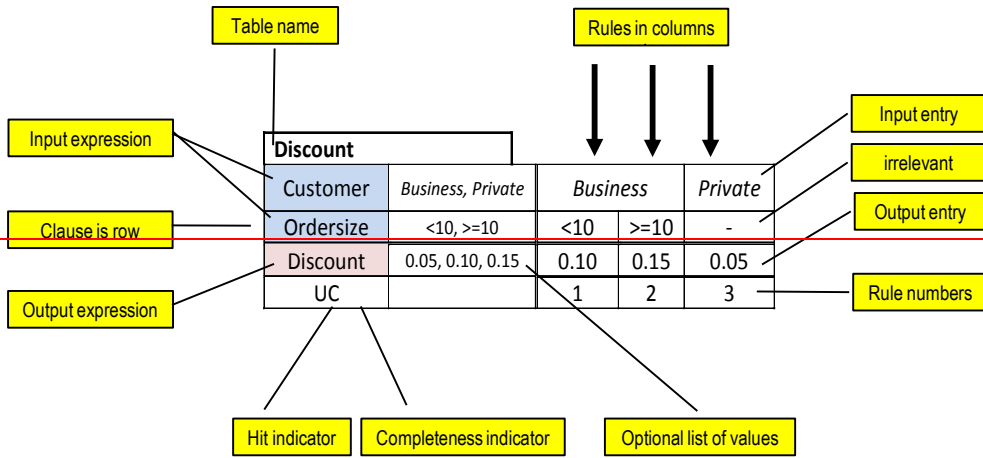 Table name
Rules in columns
Input expression
Input entry
Discount
irrelevant
Customer Business, Private Business Private
Clause is row
Ordersize <10, >=10 <10 >=10 -
Output entry
Discount 0.05, 0.10, 0.15 0.10 0.15 0.05
UC 1 2 3
Output expression
Rule numbers
Hit indicator
Completeness indicator
Optional list of values